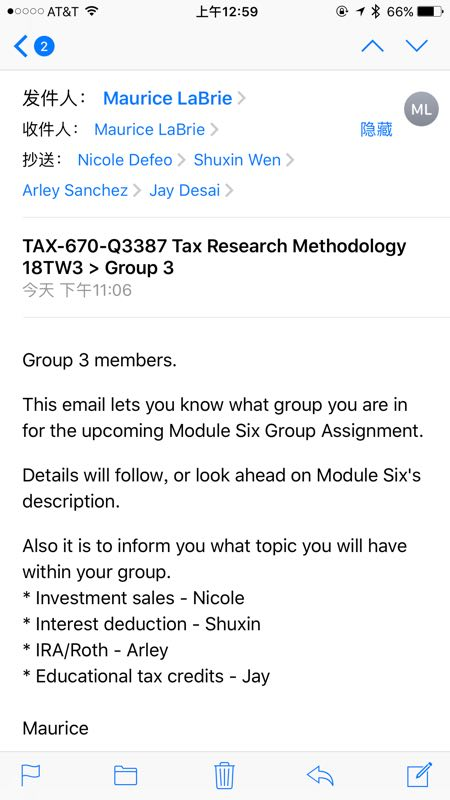 AT&T 上午12:59 66%
2
发件人： Maurice LaBrie
ML
收件人： Maurice LaBrie 隐藏
抄送： Nicole Defeo Shuxin Wen
Arley Sanchez Jay Desai
TAX-670-Q3387 Tax Research Methodology
18TW3 > Group 3
今天 下午11:06
Group 3 members.
This email lets you know what group you are in
for the upcoming Module Six Group Assignment.
Details will follow, or look ahead on Module Six's
description.
Also it is to inform you what topic you will have
within your group.
* Investment sales - Nicole
* Interest deduction - Shuxin
* IRA/Roth - Arley
* Educational tax credits - Jay
Maurice